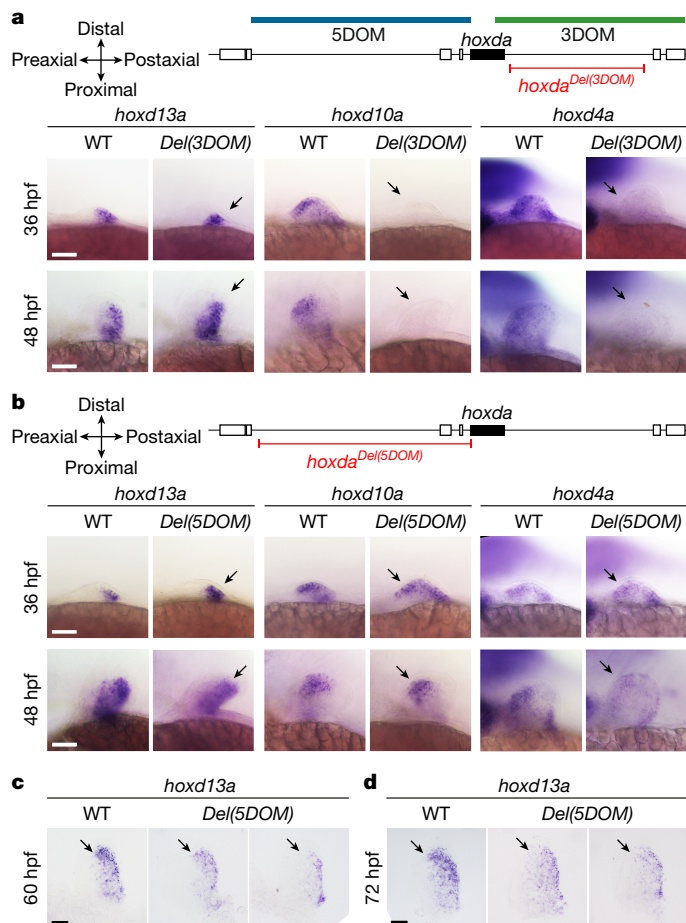 a
Distal
Preaxial
Postaxial
Proximal
5DOM
hoxda
3DOM
hoxda^Del(3DOM)
hoxd13a
hoxd10a
hoxd4a
WT
Del(3DOM)
WT
Del(3DOM)
WT
Del(3DOM)
36 hpf
48 hpf
b
Distal
Preaxial
Postaxial
Proximal
hoxda
hoxda^Del(5DOM)
hoxd13a
hoxd10a
hoxd4a
WT
Del(5DOM)
WT
Del(5DOM)
WT
Del(5DOM)
36 hpf
48 hpf
c
hoxd13a
WT
Del(5DOM)
60 hpf
d
hoxd13a
WT
Del(5DOM)
72 hpf